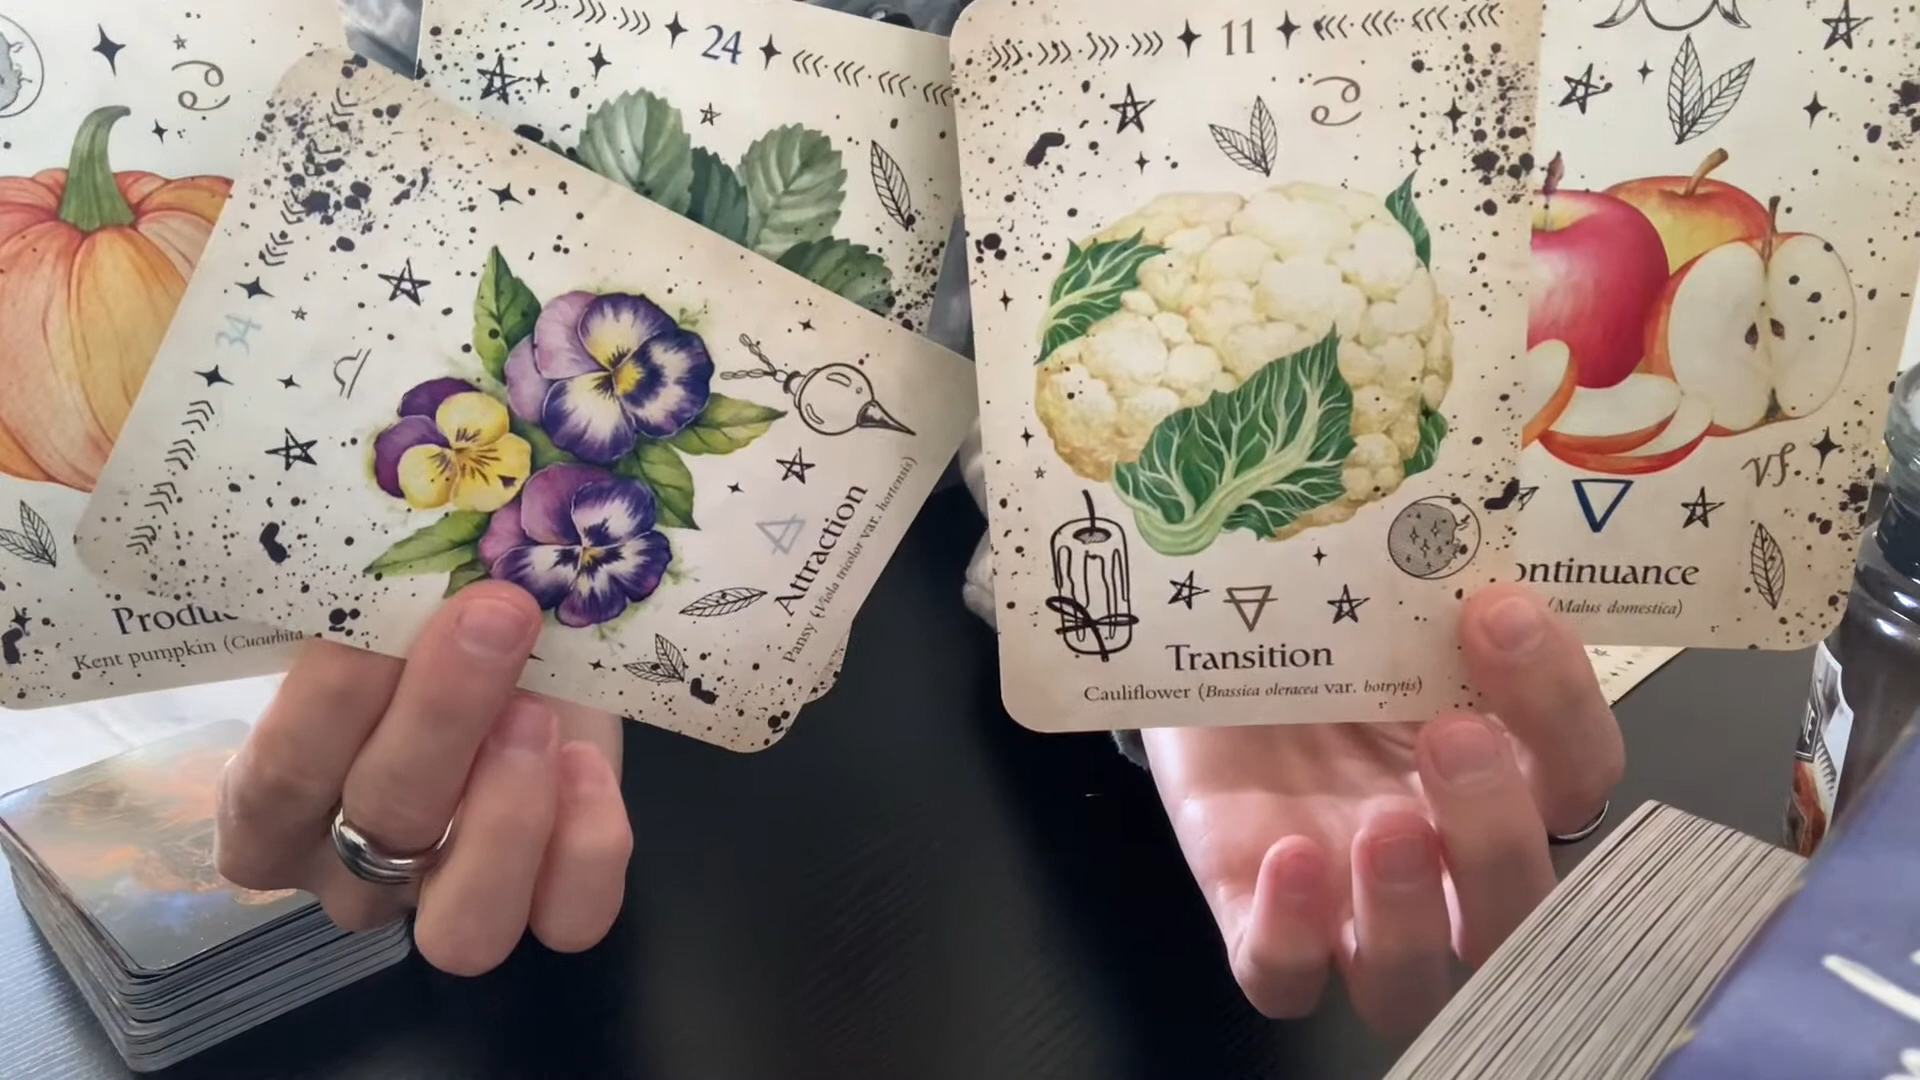 24
11
34
Attraction
Pansy (Viola tricolor var. hortensis)
Kent pumpkin (Cucurbita
Transition
Cauliflower (Brassica oleracea var. botrytis)
ontinuance
(Malus domestica)